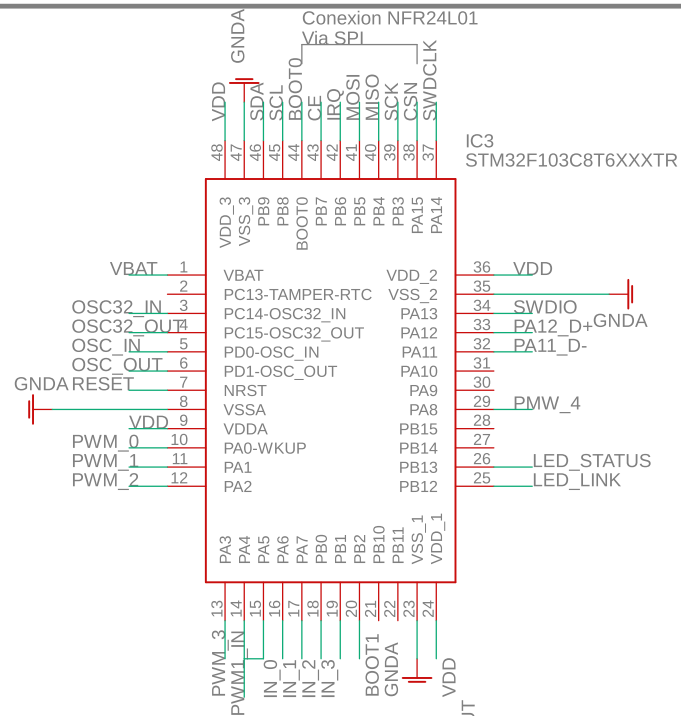 Conexion NFR24L01
Via SPI
GNDA
VDD
SDA
SCL
BOOT0
CE
IRQ
MOSI
MISO
SCK
CSN
SWDCLK
IC3
STM32F103C8T6XXXTR
48
47
46
45
44
43
42
41
40
39
38
37
VDD_3
VSS_3
PB9
PB8
BOOT0
PB7
PB6
PB5
PB4
PB3
PA15
PA14
VBAT 1 VBAT
2 PC13-TAMPER-RTC
OSC32_IN 3 PC14-OSC32_IN
OSC32_OUT 4 PC15-OSC32_OUT
OSC_IN 5 PD0-OSC_IN
OSC_OUT 6 PD1-OSC_OUT
GNDA RESET 7 NRST
8 VSSA
VDD 9 VDDA
PWM_0 10 PA0-WKUP
PWM_1 11 PA1
PWM_2 12 PA2
VDD_2 36 VDD
VSS_2 35
PA13 34 SWDIO
GNDA
PA12 33 PA12_D+
PA11 32 PA11_D-
PA10 31
PA9 30
PA8 29 PMW_4
PB15 28
PB14 27
PB13 26 LED_STATUS
PB12 25 LED_LINK
PA3
PA4
PA5
PA6
PA7
PB0
PB1
PB2
PB10
PB11
VSS_1
VDD_1
13
14
15
16
17
18
19
20
21
22
23
24
PWM_3
PWM1_IN
IN_0
IN_1
IN_2
IN_3
BOOT1
GNDA
VDD
UT